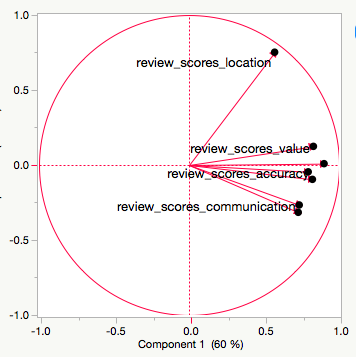 1.0
review_scores_location
0.5
review_scores_value
0.0
review_scores_accuracy
review_scores_communication
-0.5
-1.0
-1.0 -0.5 0.0 0.5 1.0
Component 1 (60 %)